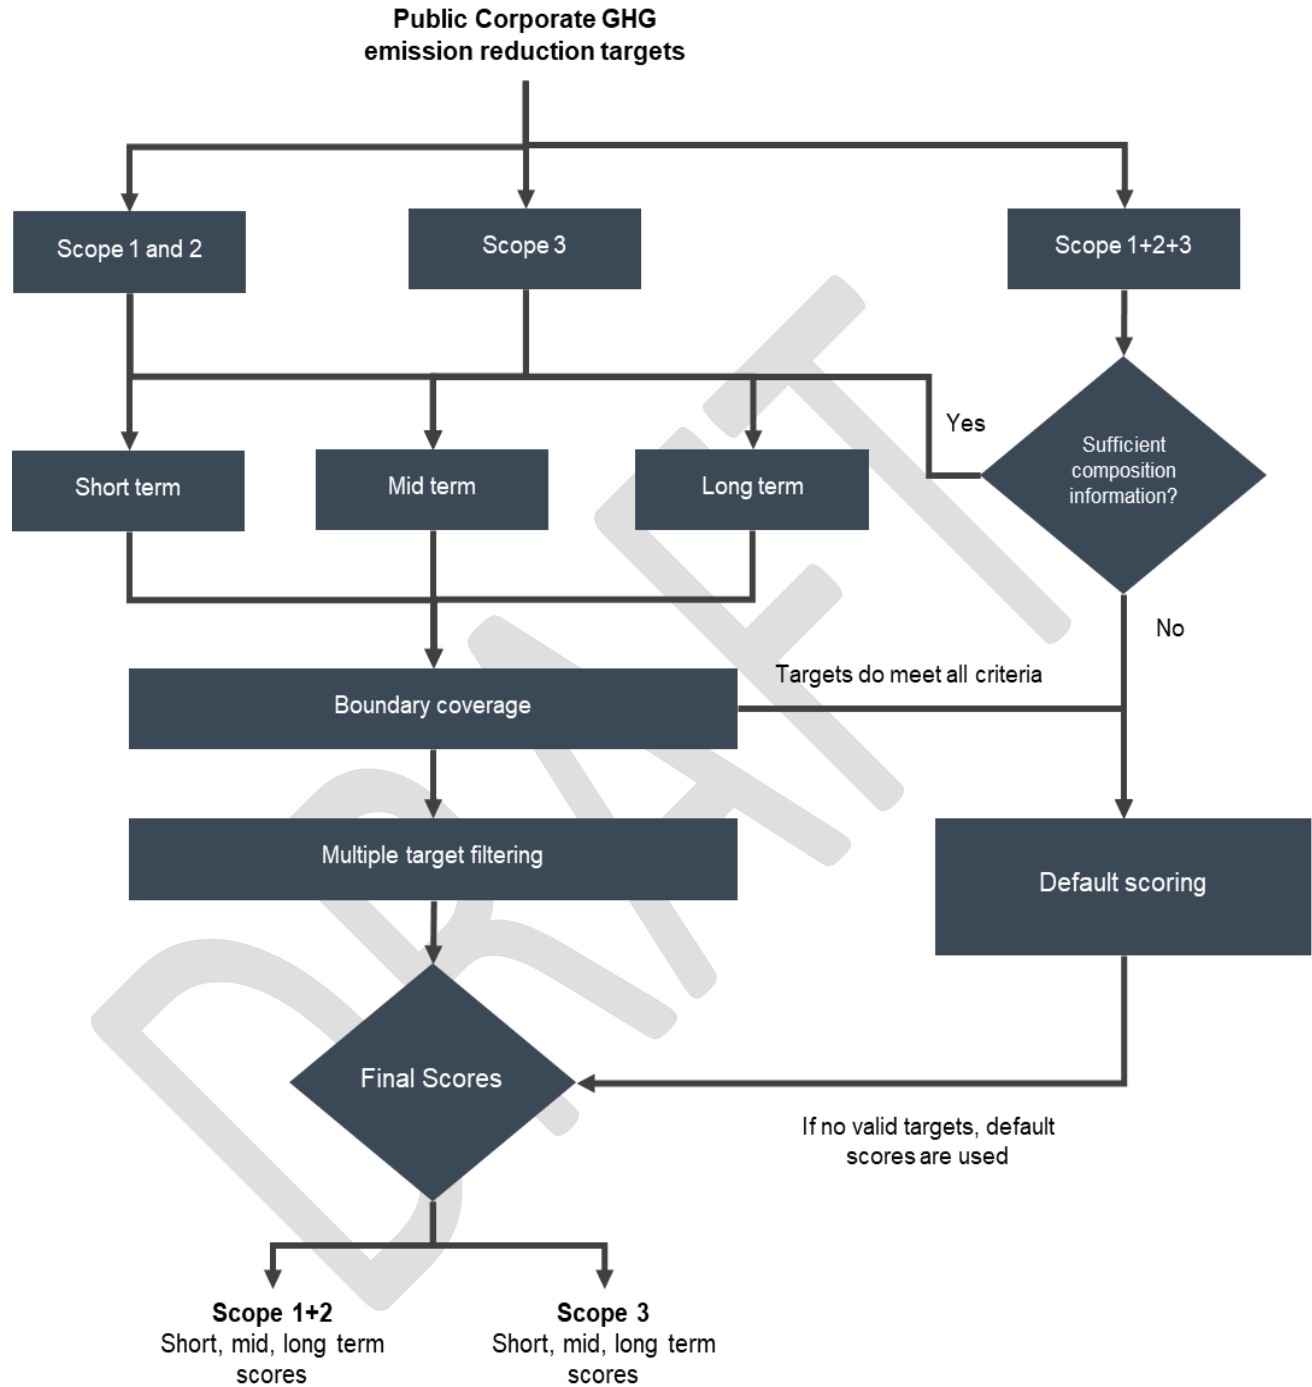 Public Corporate GHG
emission reduction targets
Scope 1 and 2
Scope 3
Scope 1+2+3
Yes
Sufficient
composition
information?
Short term
Mid term
Long term
No
Targets do meet all criteria
Boundary coverage
Multiple target filtering
Default scoring
Final Scores
If no valid targets, default
scores are used
Scope 1+2
Short, mid, long term
scores
Scope 3
Short, mid, long term
scores
DRAFT